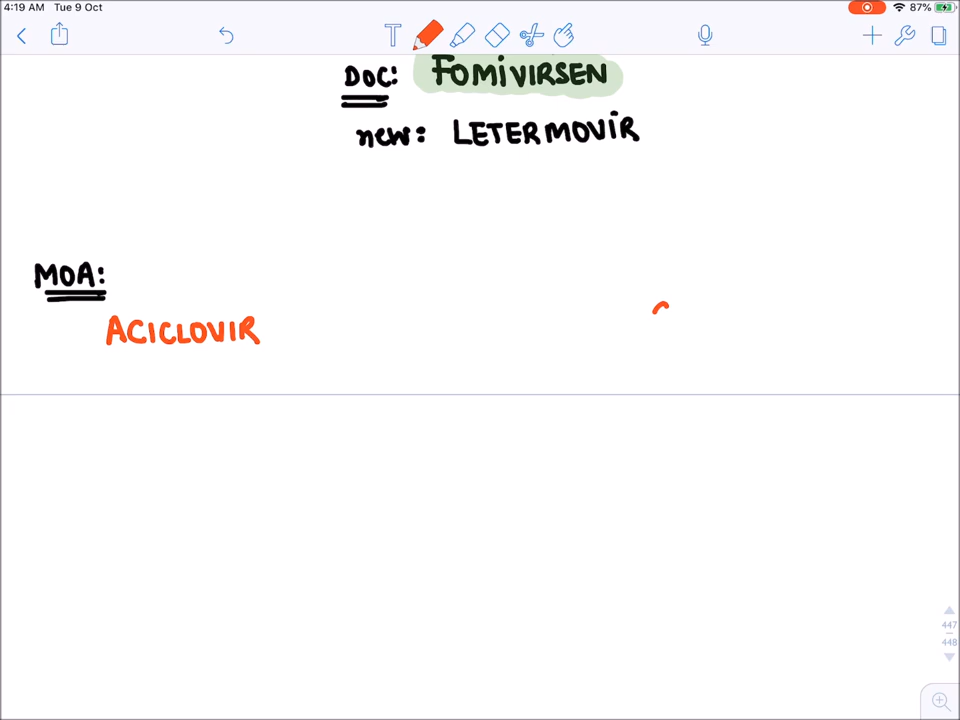 4:19 AM Tue 9 Oct 87%
T
DOC: FOMIVIRSEN
new: LETERMOVIR
MOA:
ACICLOVIR
447
448